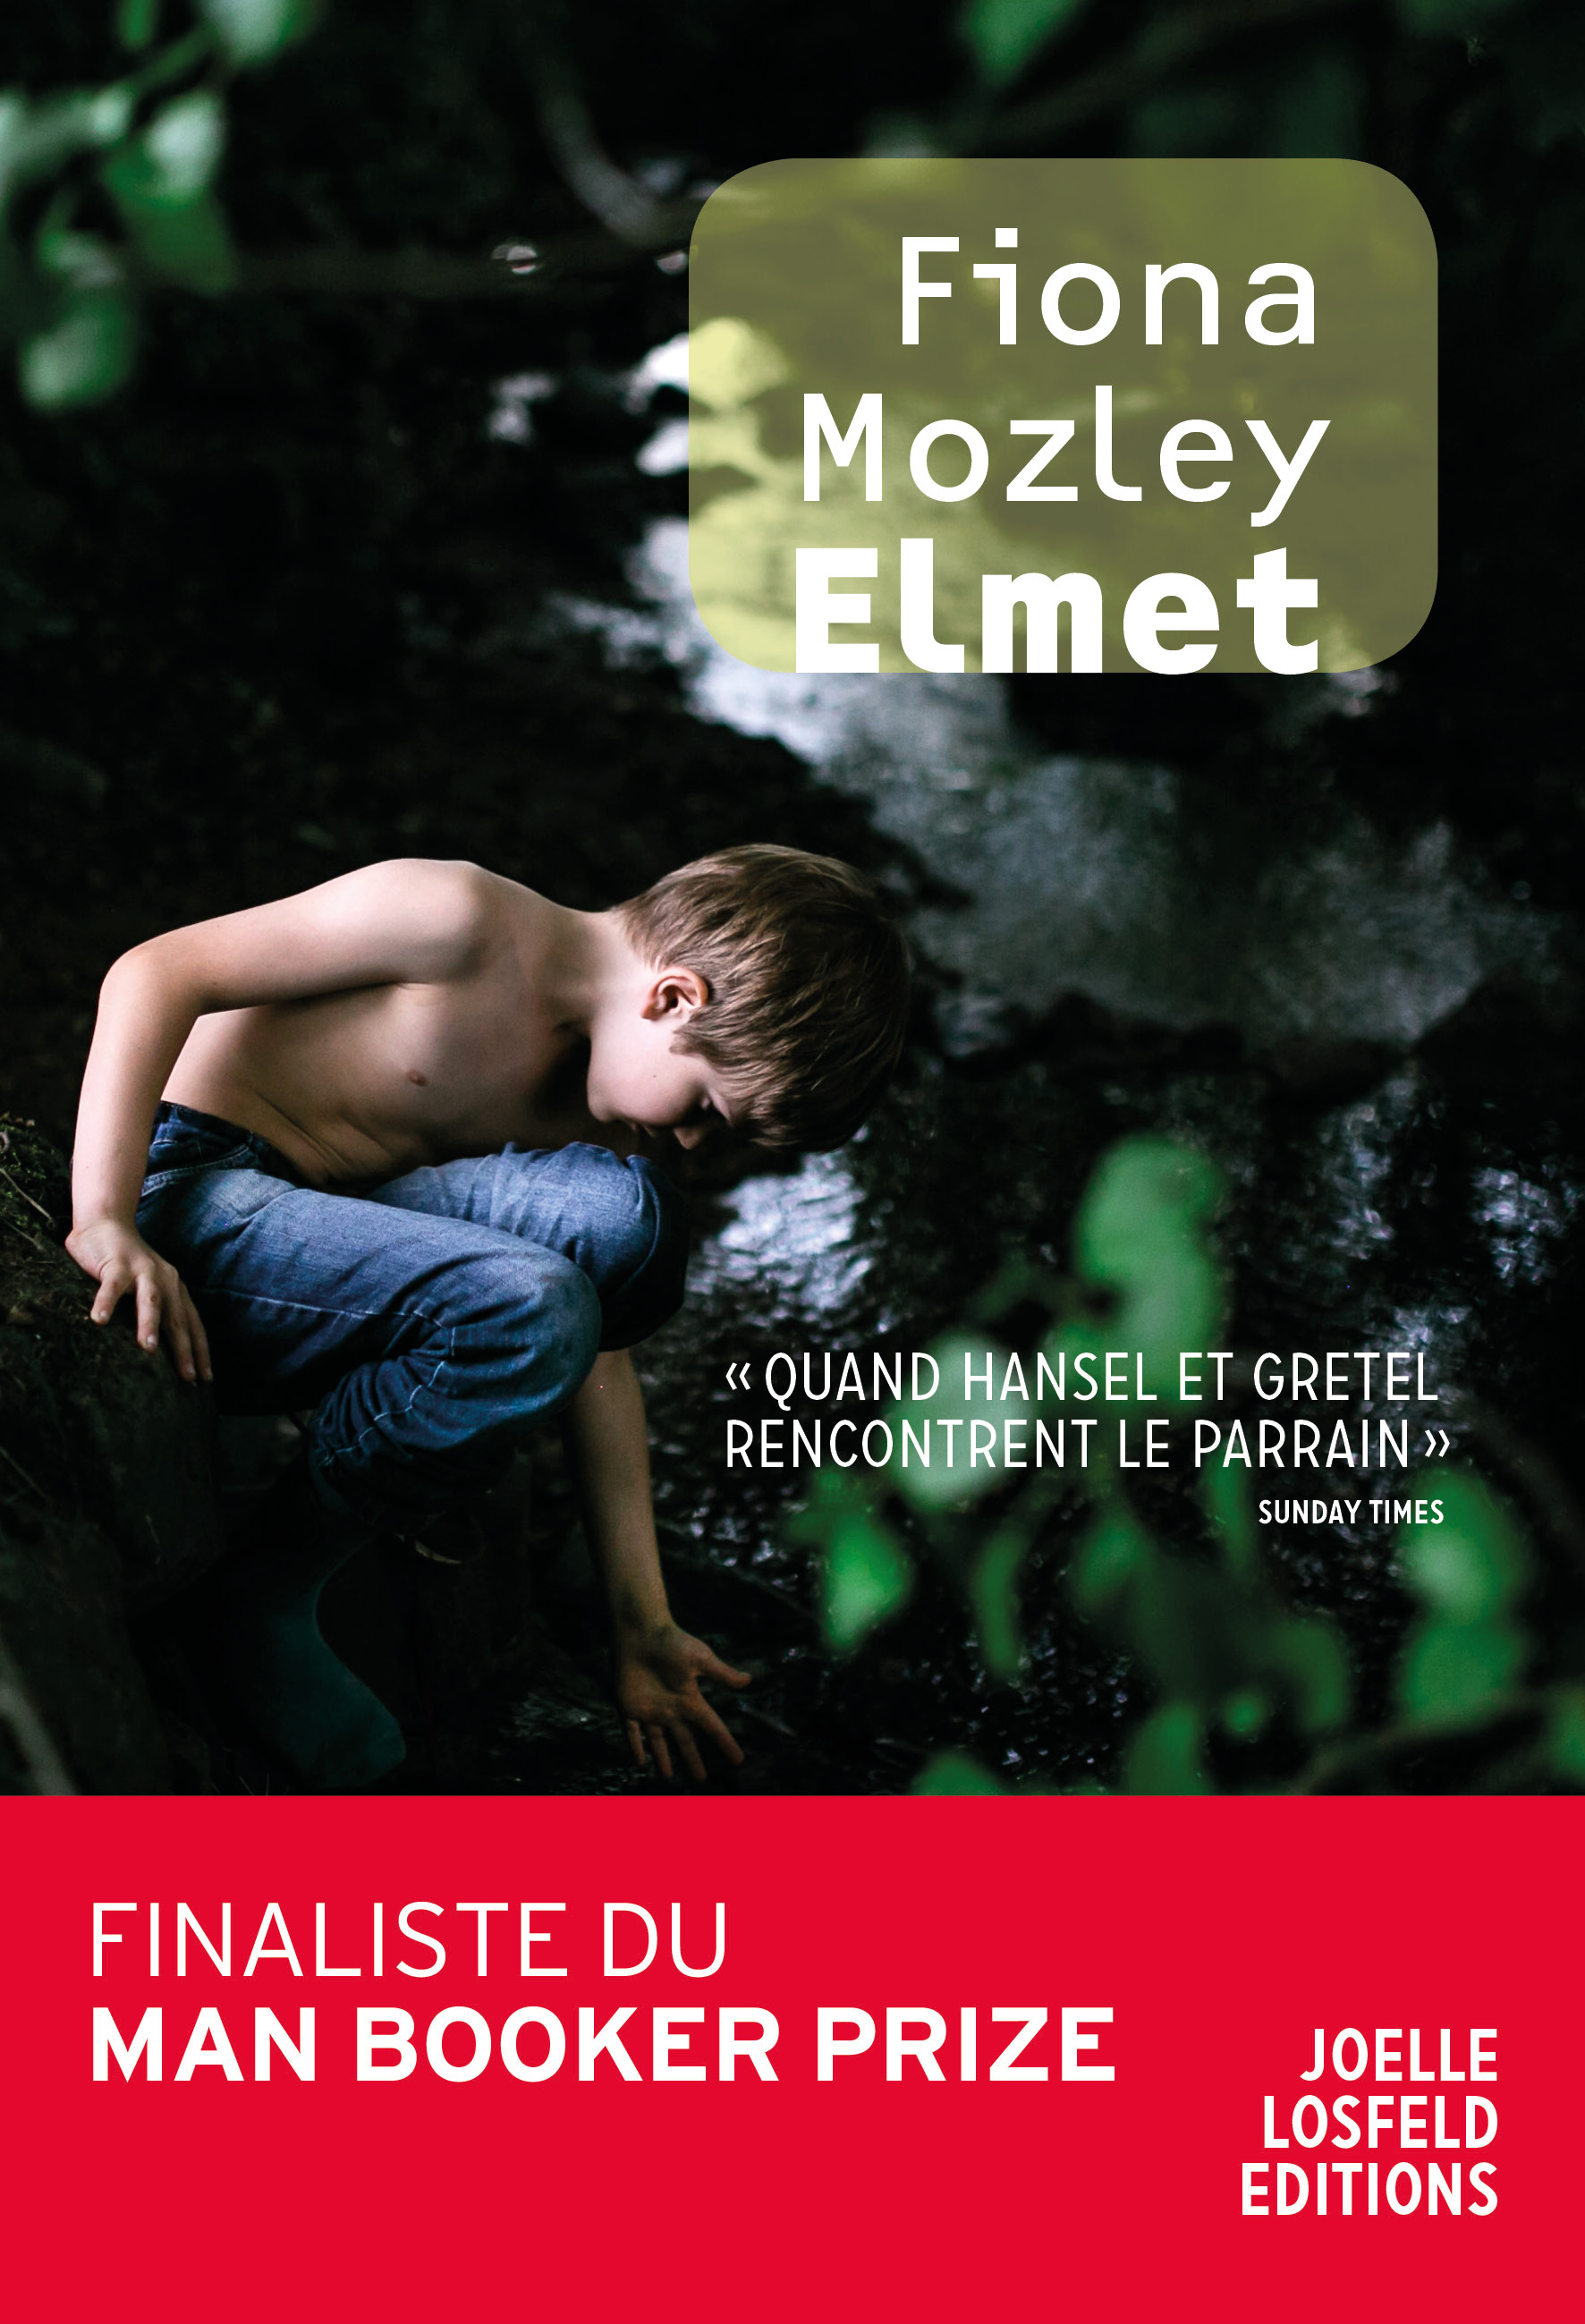 Fiona
Mozley
Elmet
« QUAND HANSEL ET GRETEL
RENCONTRENT LE PARRAIN »
SUNDAY TIMES
FINALISTE DU
MAN BOOKER PRIZE
JOELLE
LOSFELD
EDITIONS